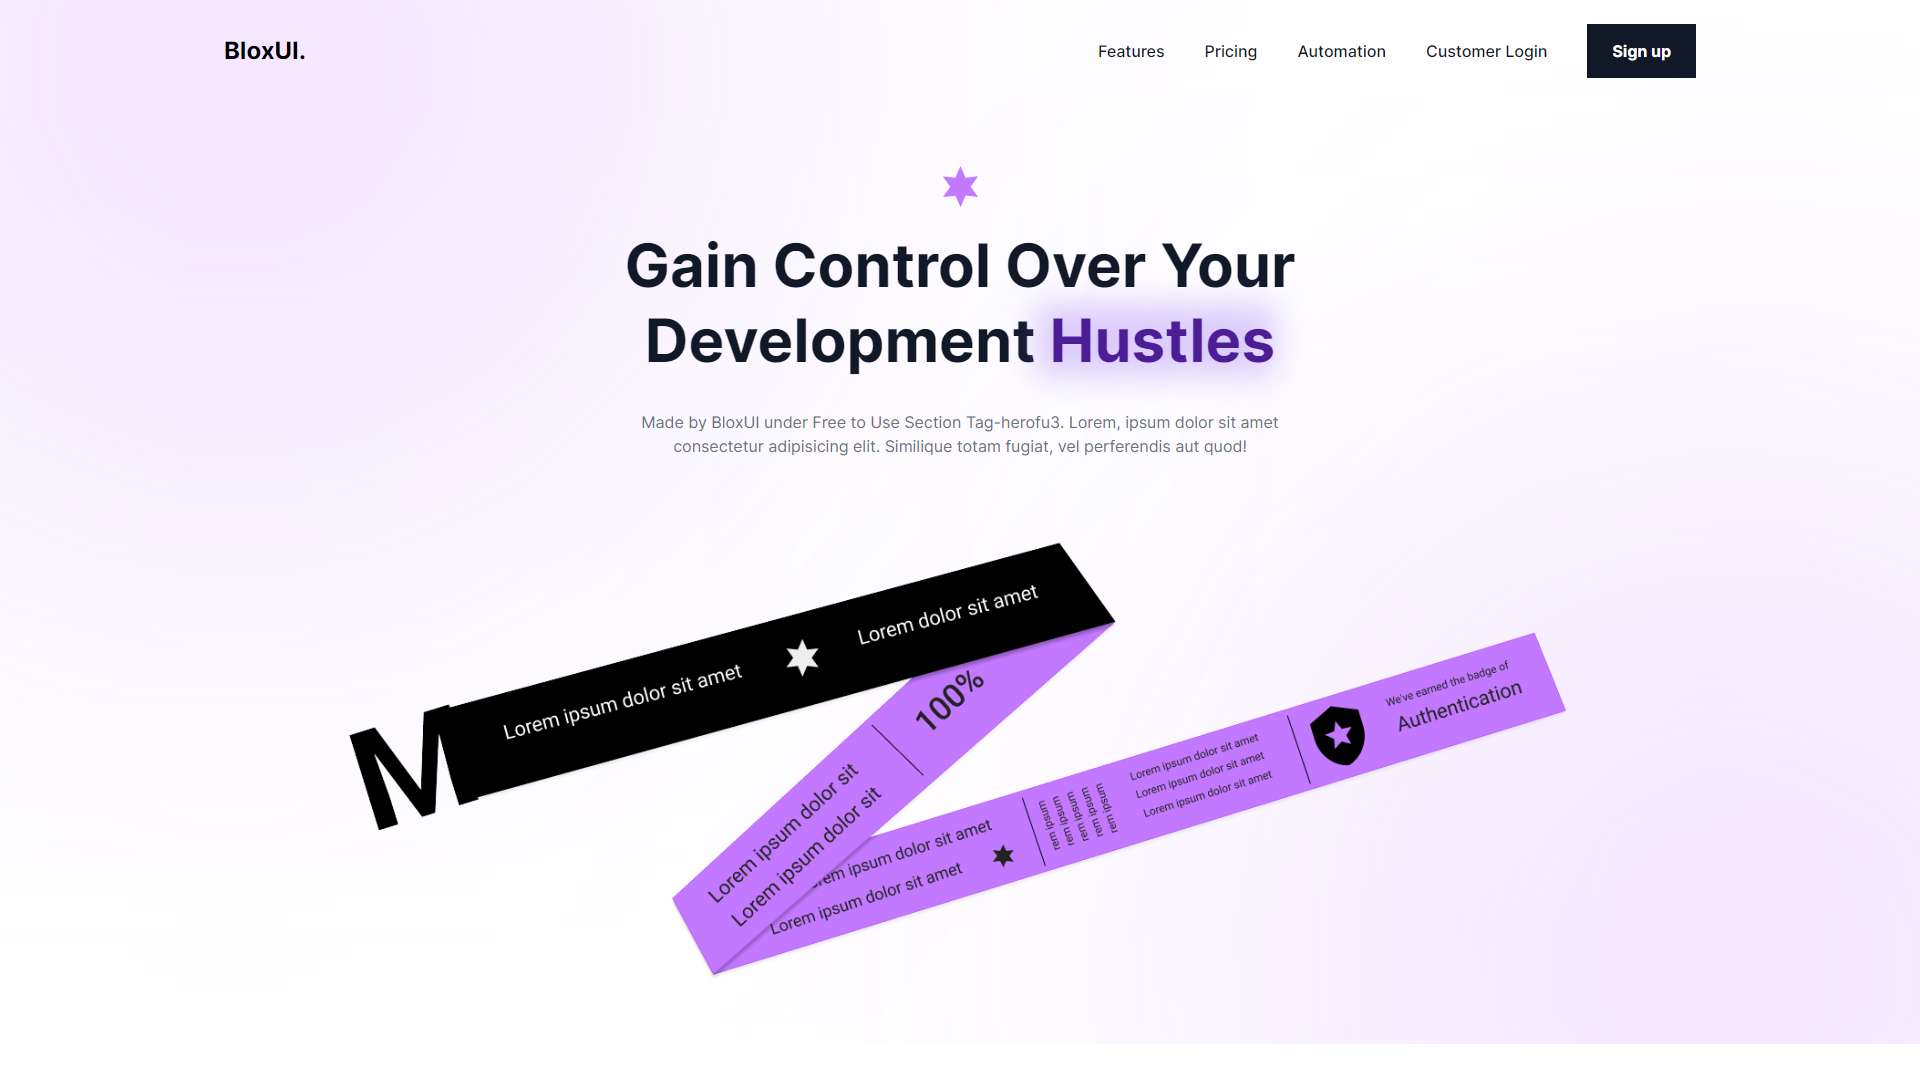 BloxUI.
Features
Pricing
Automation
Customer Login
Sign up
Gain Control Over Your
Development Hustles
Made by BloxUI under Free to Use Section Tag-herofu3. Lorem, ipsum dolor sit amet
consectetur adipisicing elit. Similique totam fugiat, vel perferendis aut quod!
M
Lorem ipsum dolor sit amet
Lorem dolor sit amet
100%
Lorem ipsum dolor sit
Lorem ipsum dolor sit
ipsum dolor sit amet
Lorem ipsum dolor sit amet
rem ipsum
rem ipsum
rem ipsum
rem ipsum
rem ipsum
Lorem ipsum dolor sit amet
Lorem ipsum dolor sit amet
Lorem ipsum dolor sit amet
We've earned the badge of
Authentication